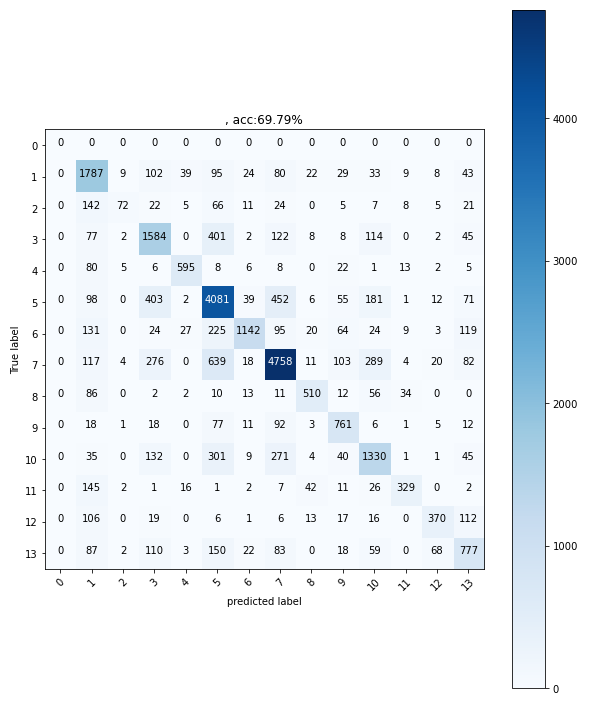 , acc:69.79%
True label
0 0 0 0 0 0 0 0 0 0 0 0 0 0 0
1 0 1787 9 102 39 95 24 80 22 29 33 9 8 43
2 0 142 72 22 5 66 11 24 0 5 7 8 5 21
3 0 77 2 1584 0 401 2 122 8 8 114 0 2 45
4 0 80 5 6 595 8 6 8 0 22 1 13 2 5
5 0 98 0 403 2 4081 39 452 6 55 181 1 12 71
6 0 131 0 24 27 225 1142 95 20 64 24 9 3 119
7 0 117 4 276 0 639 18 4758 11 103 289 4 20 82
8 0 86 0 2 2 10 13 11 510 12 56 34 0 0
9 0 18 1 18 0 77 11 92 3 761 6 1 5 12
10 0 35 0 132 0 301 9 271 4 40 1330 1 1 45
11 0 145 2 1 16 1 2 7 42 11 26 329 0 2
12 0 106 0 19 0 6 1 6 13 17 16 0 370 112
13 0 87 2 110 3 150 22 83 0 18 59 0 68 777
0 1 2 3 4 5 6 7 8 9 10 11 12 13
predicted label
4000
3000
2000
1000
0